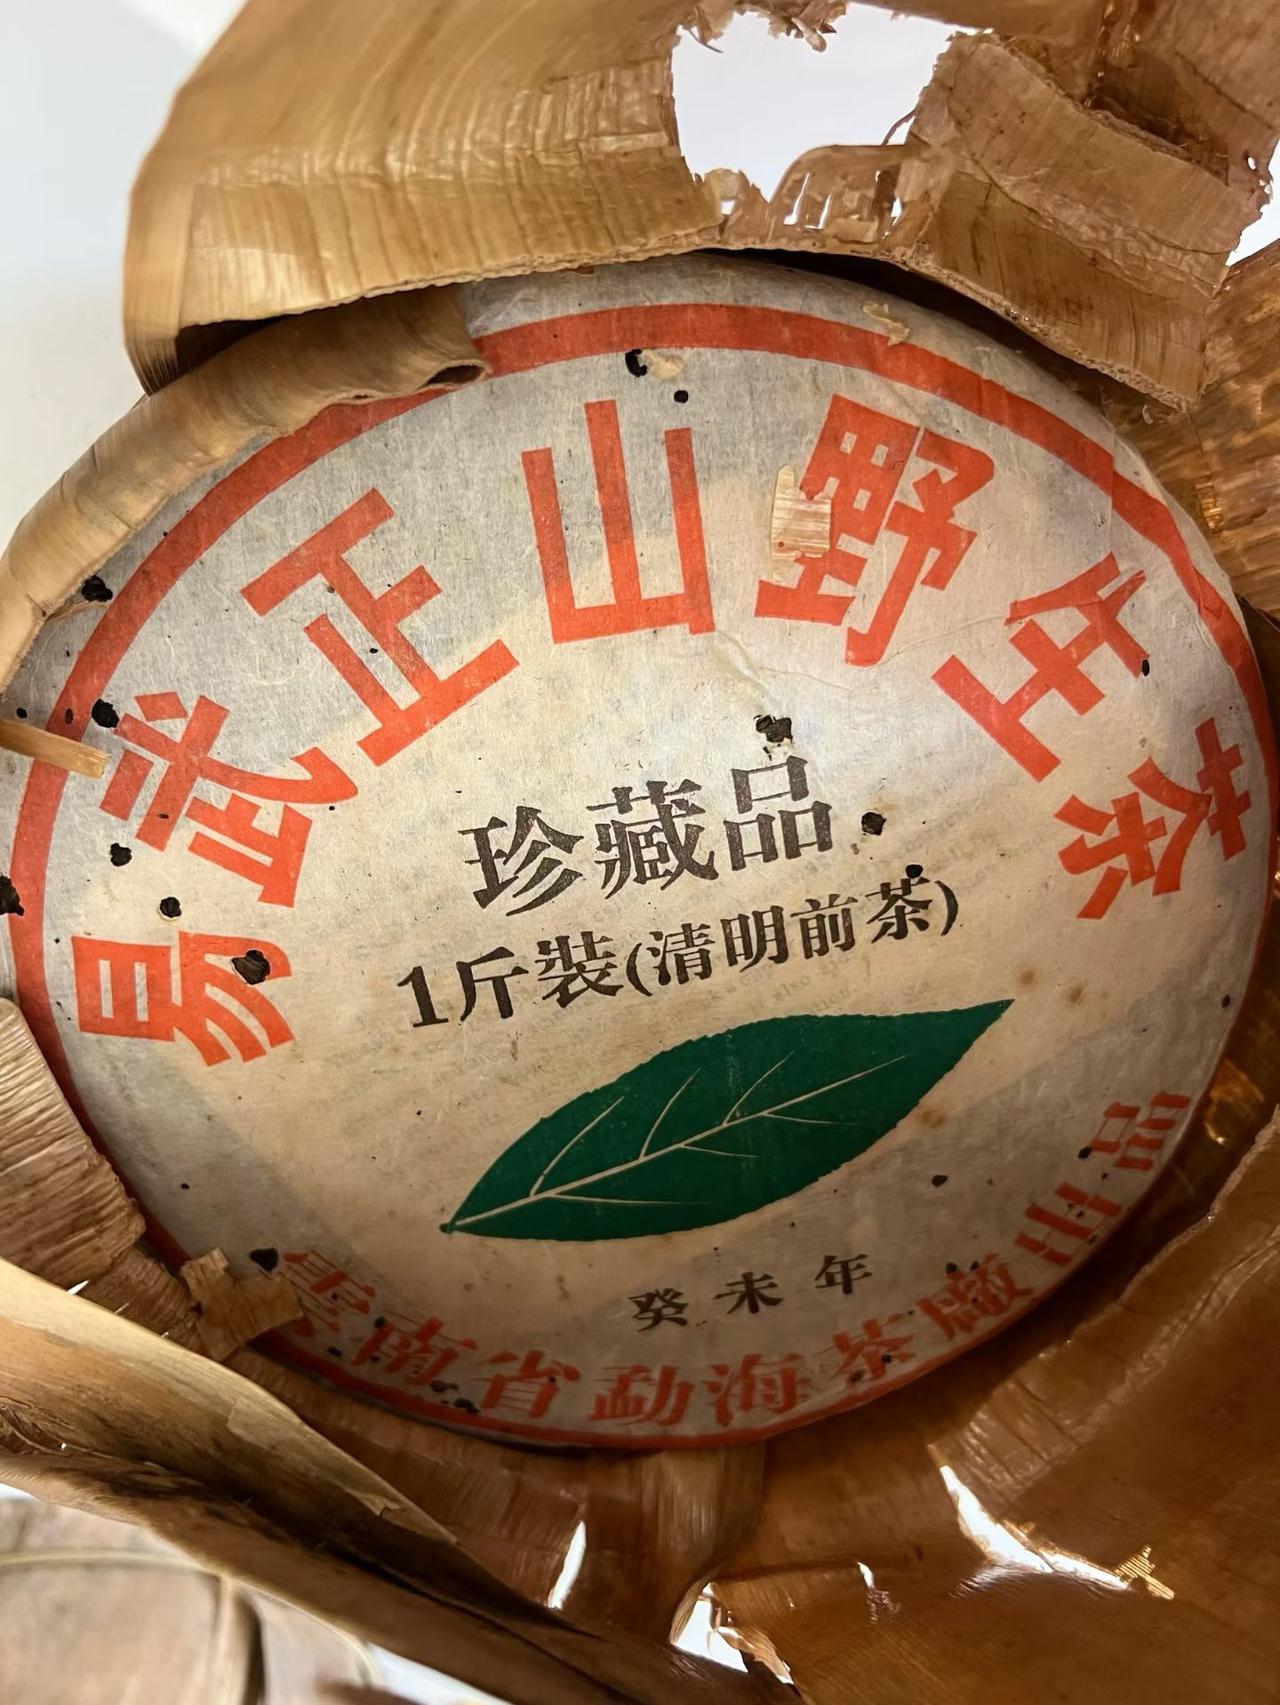 易武正山野生茶
珍藏品
1斤裝(清明前茶)
癸未年
雲南省勐海茶廠出品